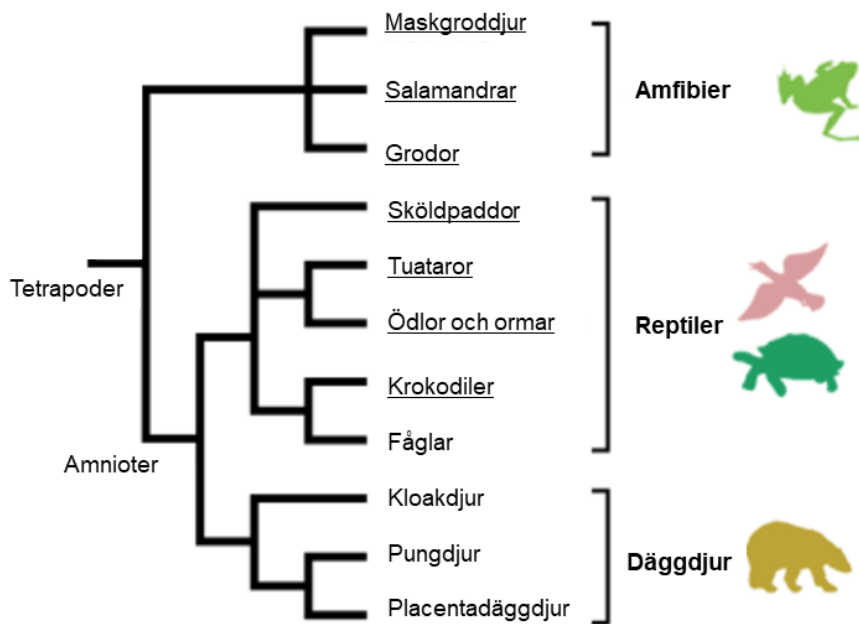 Maskgroddjur
Salamandrar
Amfibier
Grodor
Sköldpaddor
Tuataror
Tetrapoder
Ödlor och ormar
Reptiler
Krokodiler
Fåglar
Amnioter
Kloakdjur
Pungdjur
Däggdjur
Placentadäggdjur